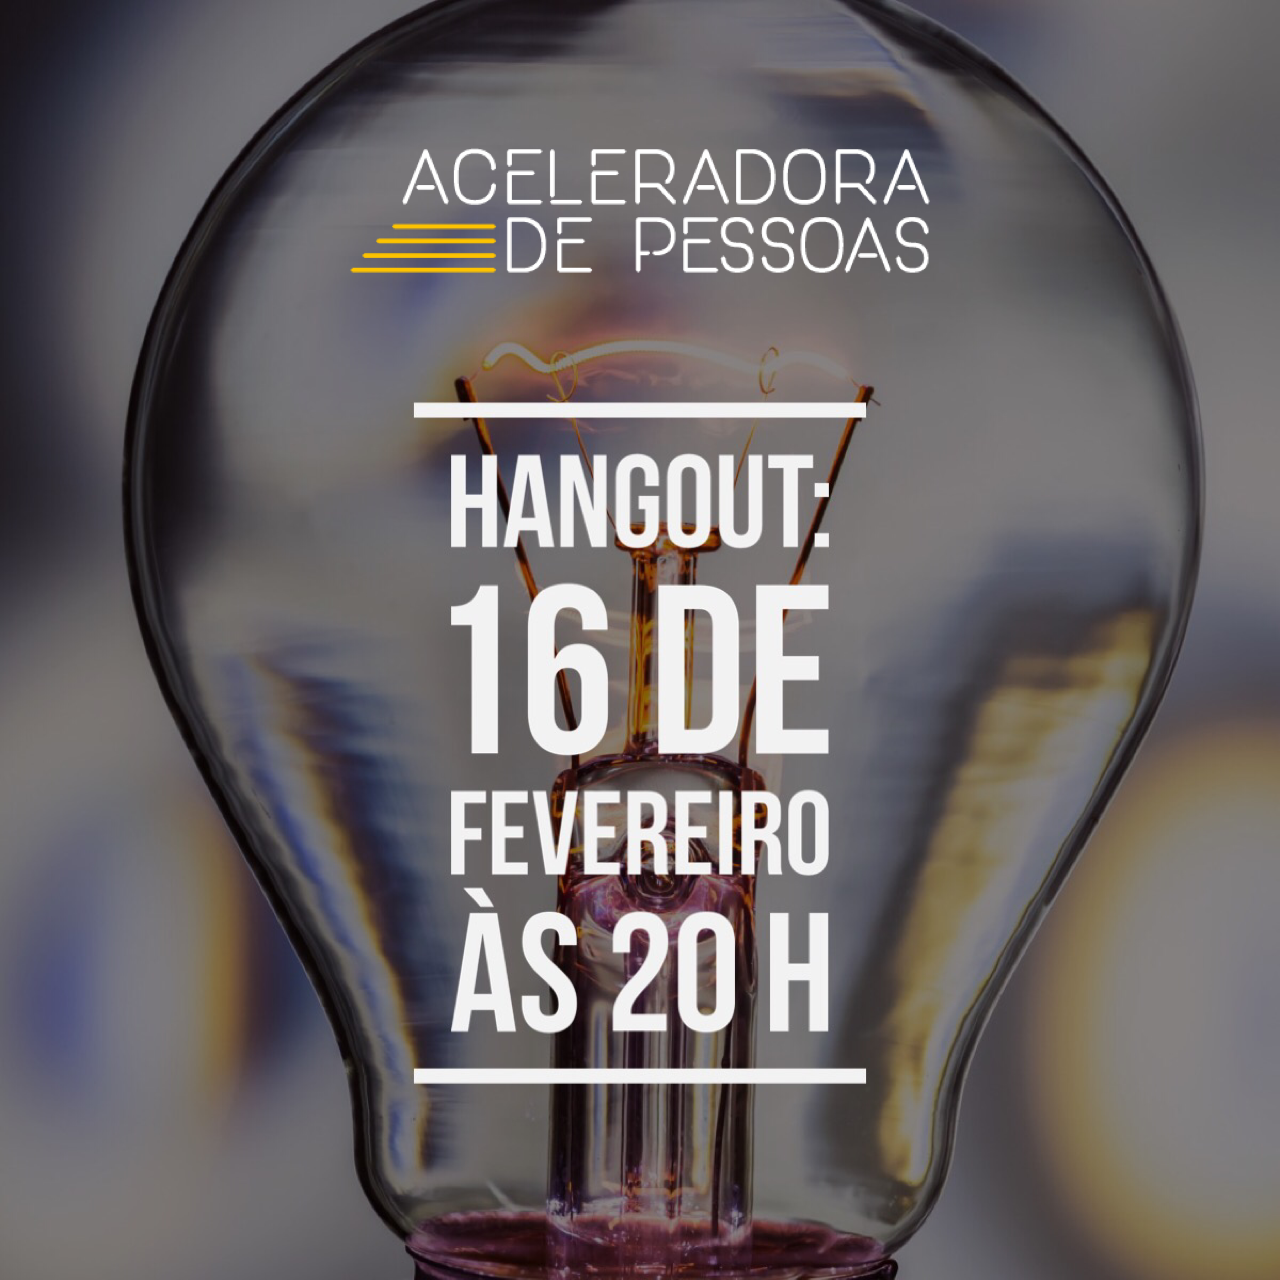 ACELERADORA
DE PESSOAS
HANGOUT:
16 DE
FEVEREIRO
ÀS 20 H